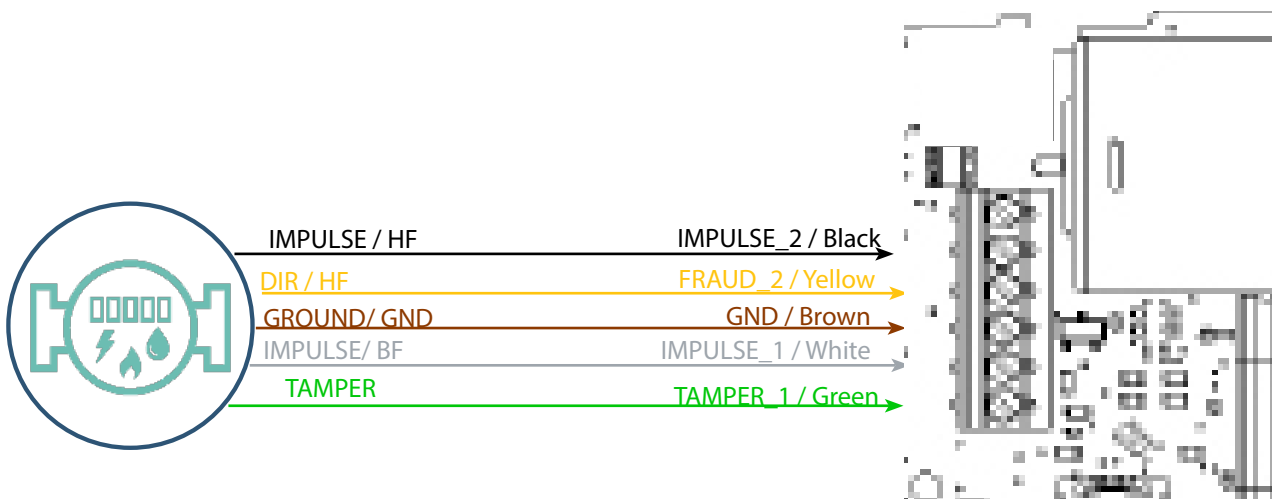 IMPULSE / HF IMPULSE_2 / Black
DIR / HF FRAUD_2 / Yellow
GROUND/ GND GND / Brown
IMPULSE/ BF IMPULSE_1 / White
TAMPER TAMPER_1 / Green